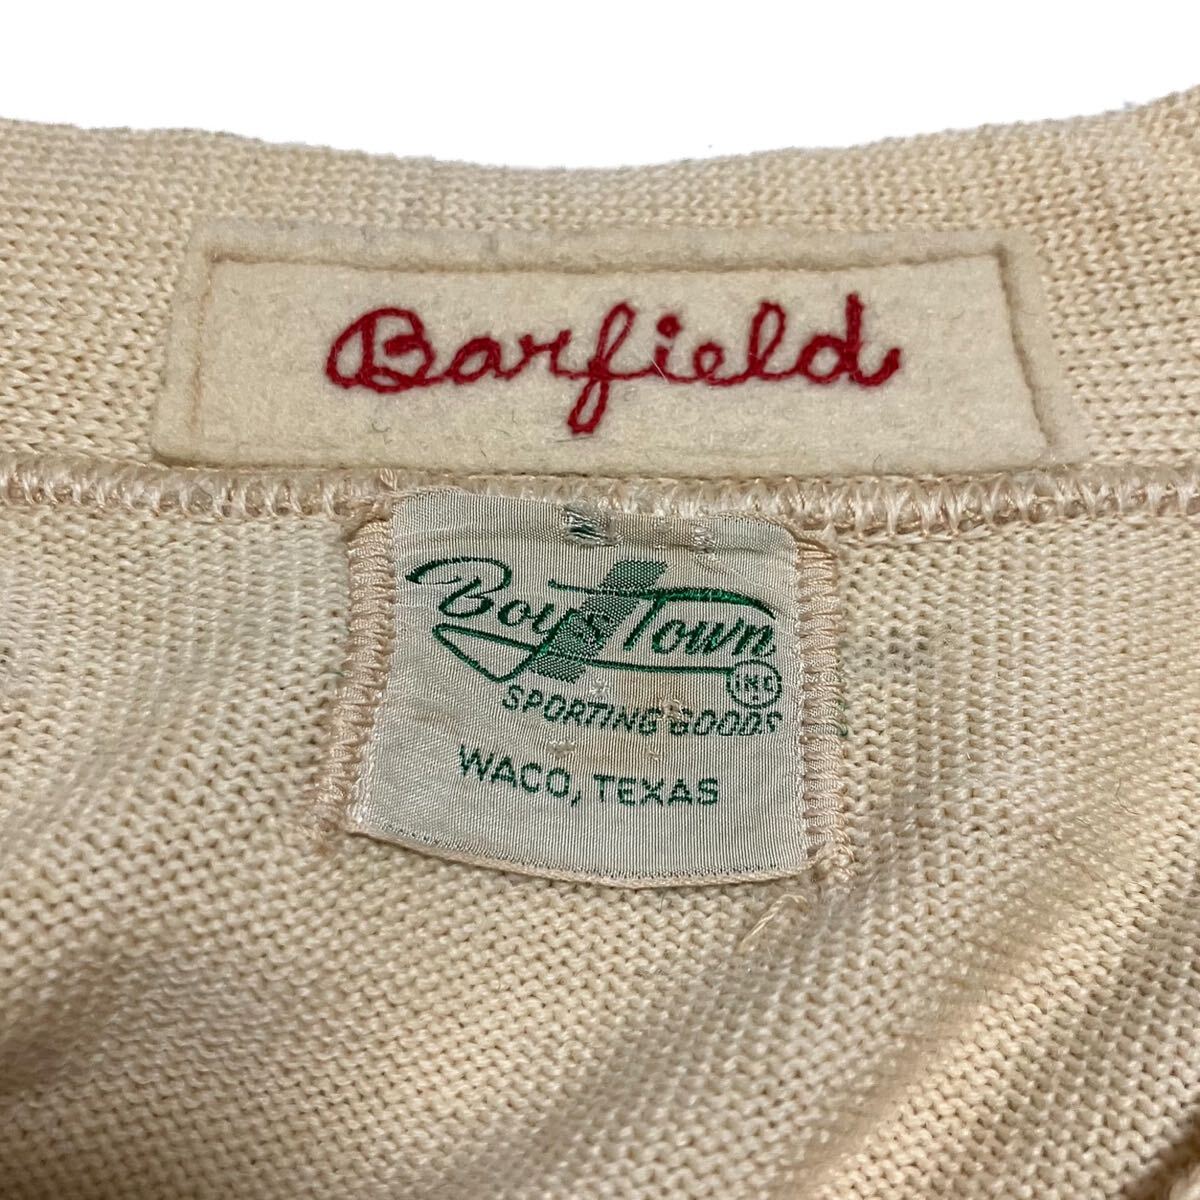 Barfield
Boys Town
INC
SPORTING GOODS
WACO, TEXAS